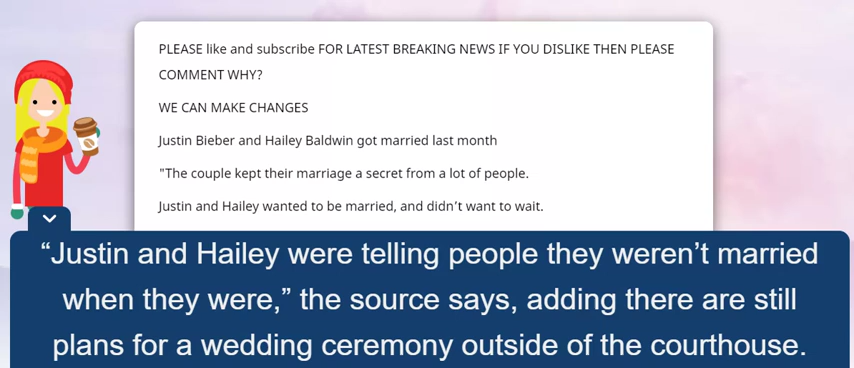 PLEASE like and subscribe FOR LATEST BREAKING NEWS IF YOU DISLIKE THEN PLEASE
COMMENT WHY?
WE CAN MAKE CHANGES
Justin Bieber and Hailey Baldwin got married last month
"The couple kept their marriage a secret from a lot of people.
Justin and Hailey wanted to be married, and didn’t want to wait.
“Justin and Hailey were telling people they weren’t married
when they were,” the source says, adding there are still
plans for a wedding ceremony outside of the courthouse.